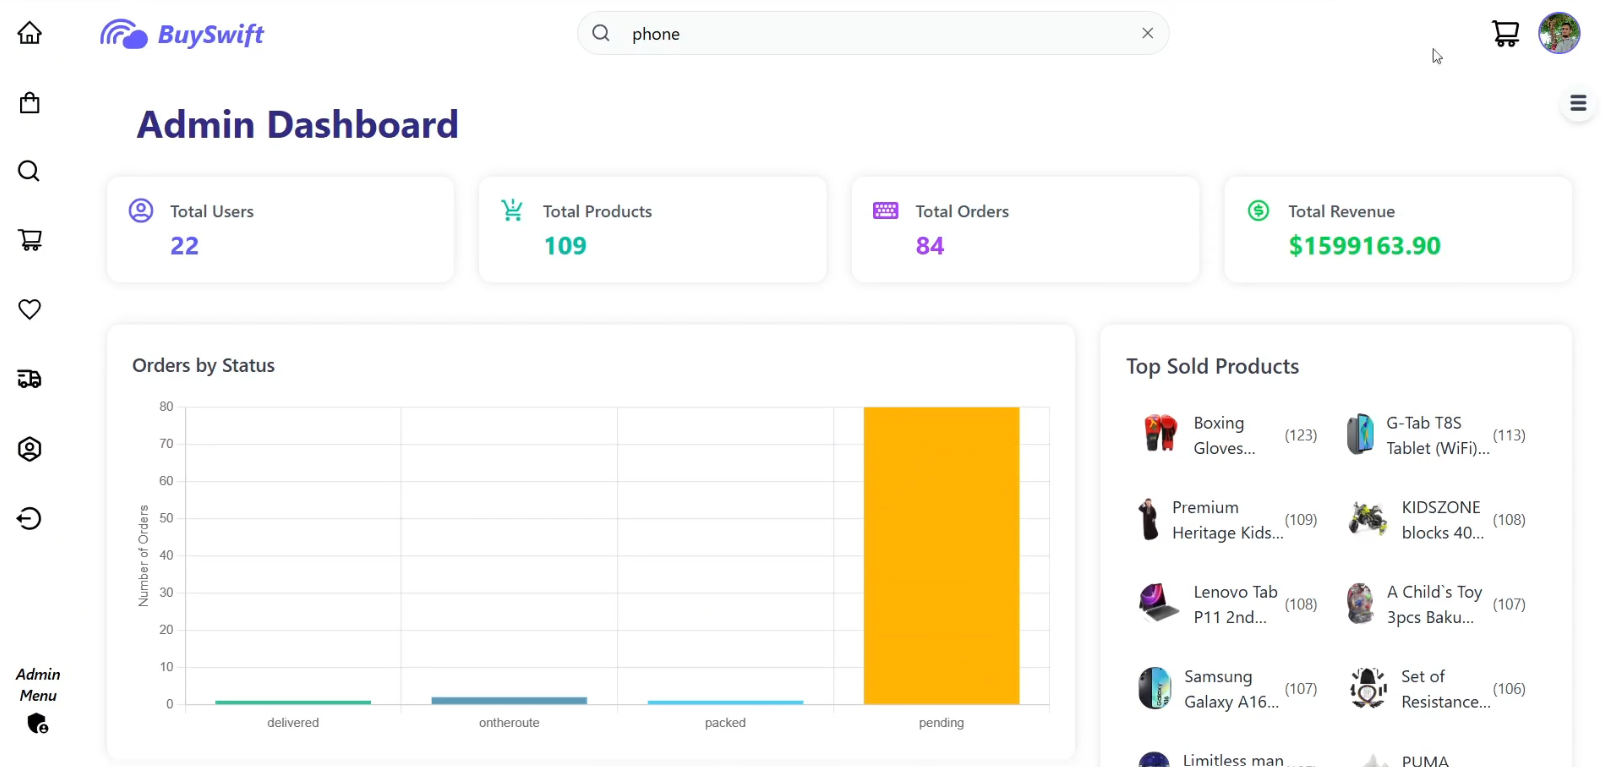 BuySwift
phone
Admin Dashboard
Total Users
22
Total Products
109
Total Orders
84
Total Revenue
$1599163.90
Orders by Status
80
70
60
50
40
30
20
10
0
Number of Orders
delivered
ontheroute
packed
pending
Top Sold Products
Boxing
Gloves...
(123)
G-Tab T8S
Tablet (WiFi)...
(113)
Premium
Heritage Kids...
(109)
KIDSZONE
blocks 40...
(108)
Lenovo Tab
P11 2nd...
(108)
A Child`s Toy
3pcs Baku...
(107)
Samsung
Galaxy A16...
(107)
Set of
Resistance...
(106)
Limitless man
PUMA
Admin
Menu